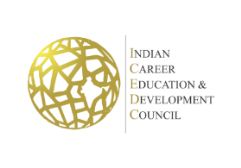 INDIAN
CAREER
EDUCATION &
DEVELOPMENT
COUNCIL